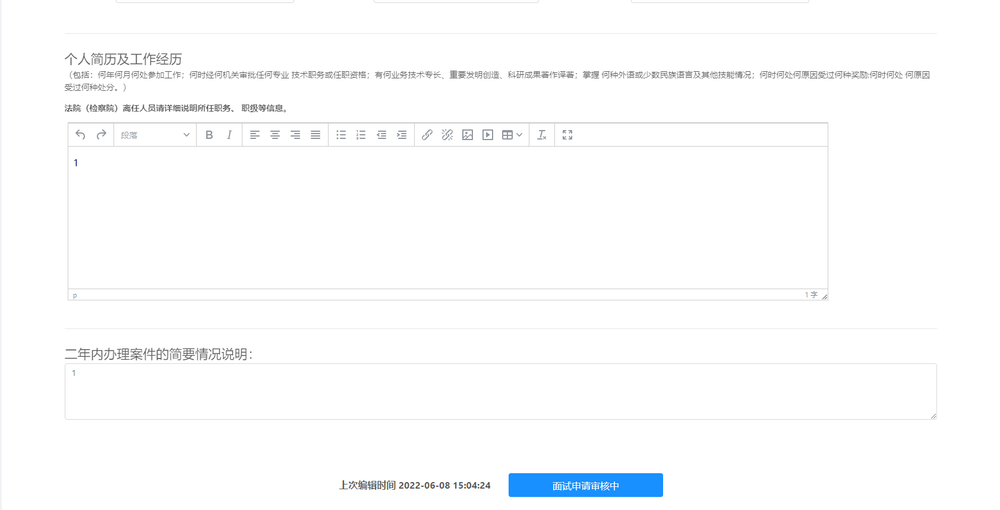 个人简历及工作经历
（包括：何年何月何处参加工作；何时经何机关审批任何专业 技术职务或任职资格；有何业务技术专长、重要发明创造、科研成果著作译著；掌握 何种外语或少数民族语言及其他技能情况；何时何处何原因受过何种奖励;何时何处 何原因
受过何种处分。）
法院（检察院）离任人员请详细说明所任职务、 职级等信息。
段落
1
p
1 字
二年内办理案件的简要情况说明：
1
上次编辑时间 2022-06-08 15:04:24
面试申请审核中